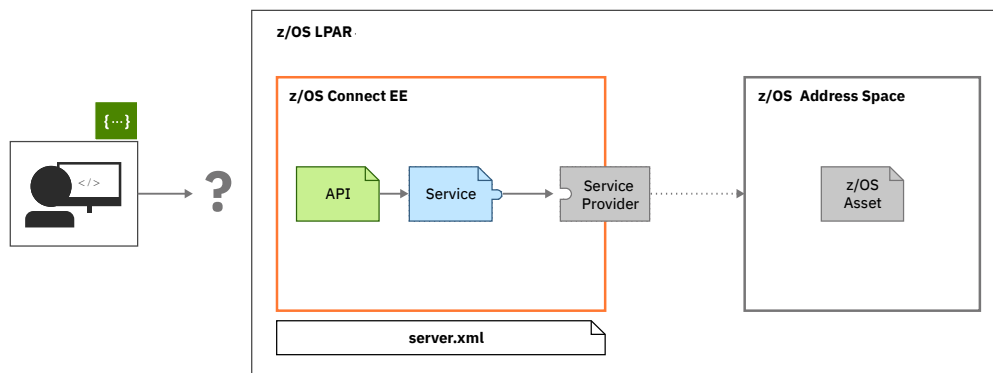 z/OS LPAR
z/OS Connect EE
z/OS Address Space
{···}
</>
?
API
Service
Service
Provider
z/OS
Asset
server.xml